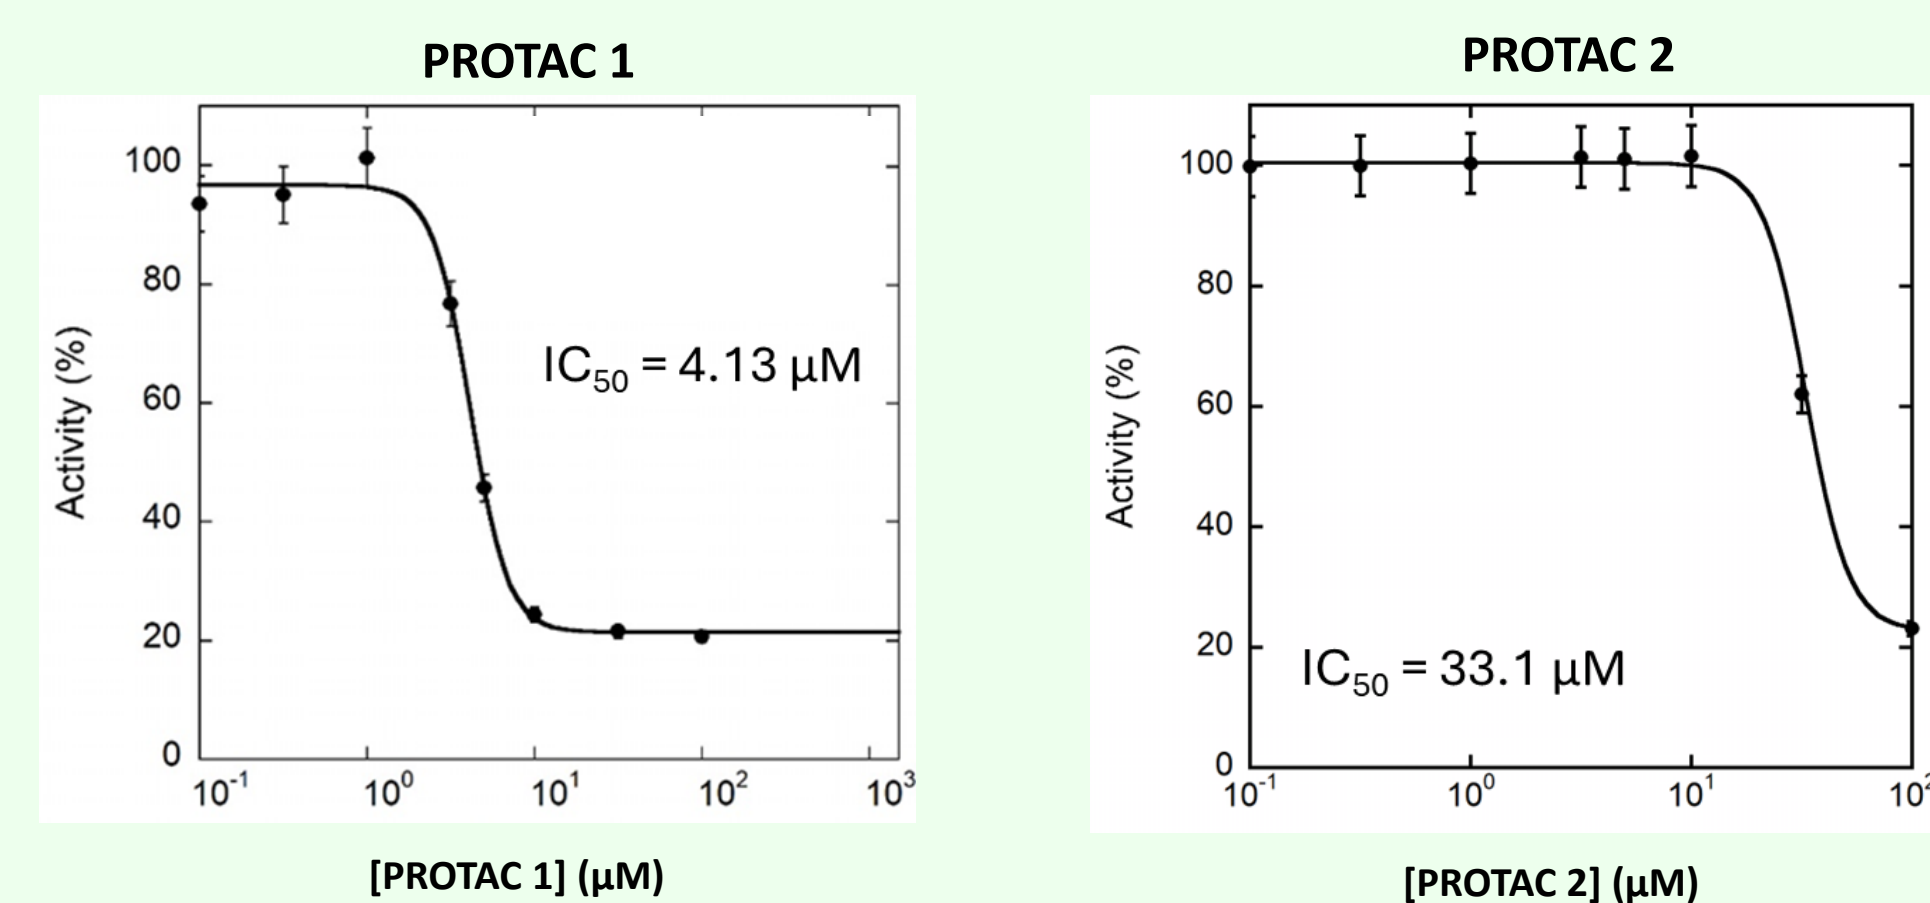 PROTAC 1
100
80
60
40
20
0
Activity (%)
IC₅₀ = 4.13 µM
10⁻¹ 10⁰ 10¹ 10² 10³
[PROTAC 1] (µM)
PROTAC 2
100
80
60
40
20
0
Activity (%)
IC₅₀ = 33.1 µM
10⁻¹ 10⁰ 10¹ 10²
[PROTAC 2] (µM)